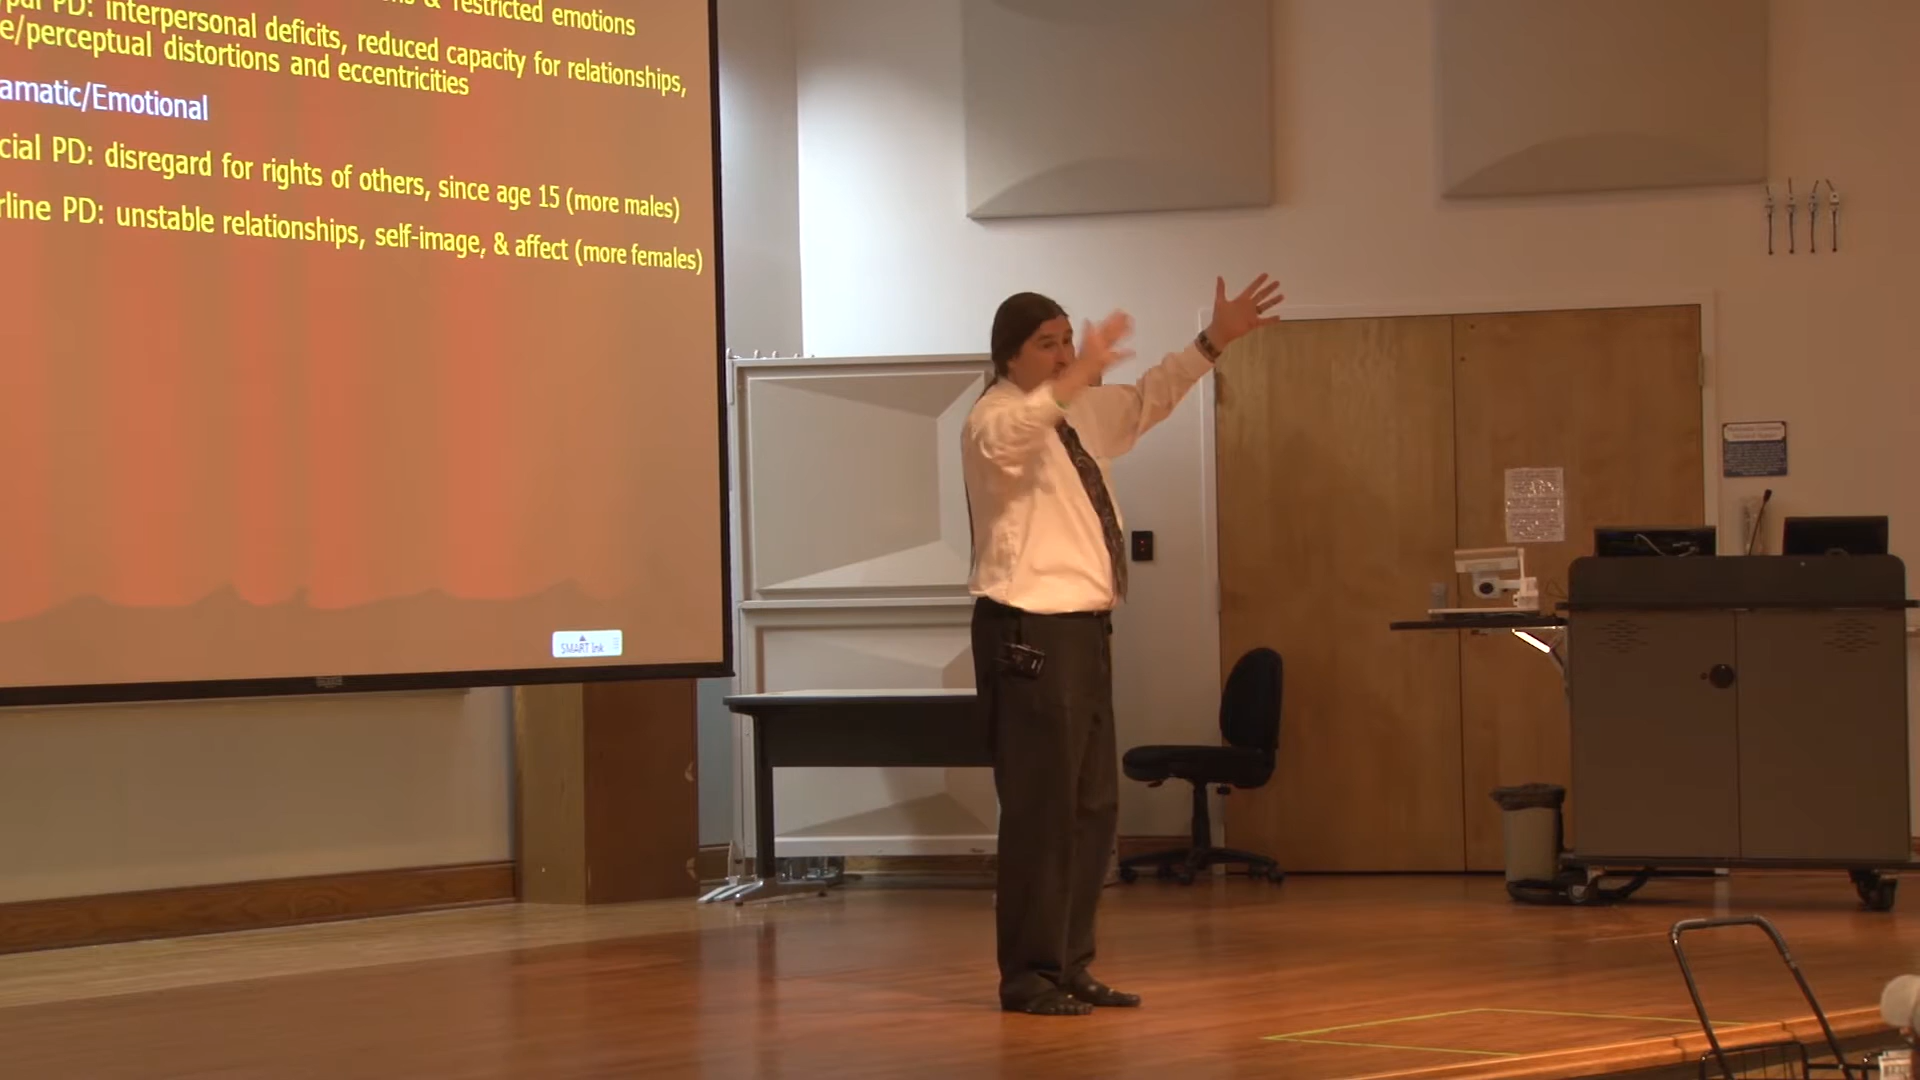 & restricted emotions
PD: interpersonal deficits, reduced capacity for relationships,
e/perceptual distortions and eccentricities
amatic/Emotional
cial PD: disregard for rights of others, since age 15 (more males)
rline PD: unstable relationships, self-image, & affect (more females)
SMART Ink